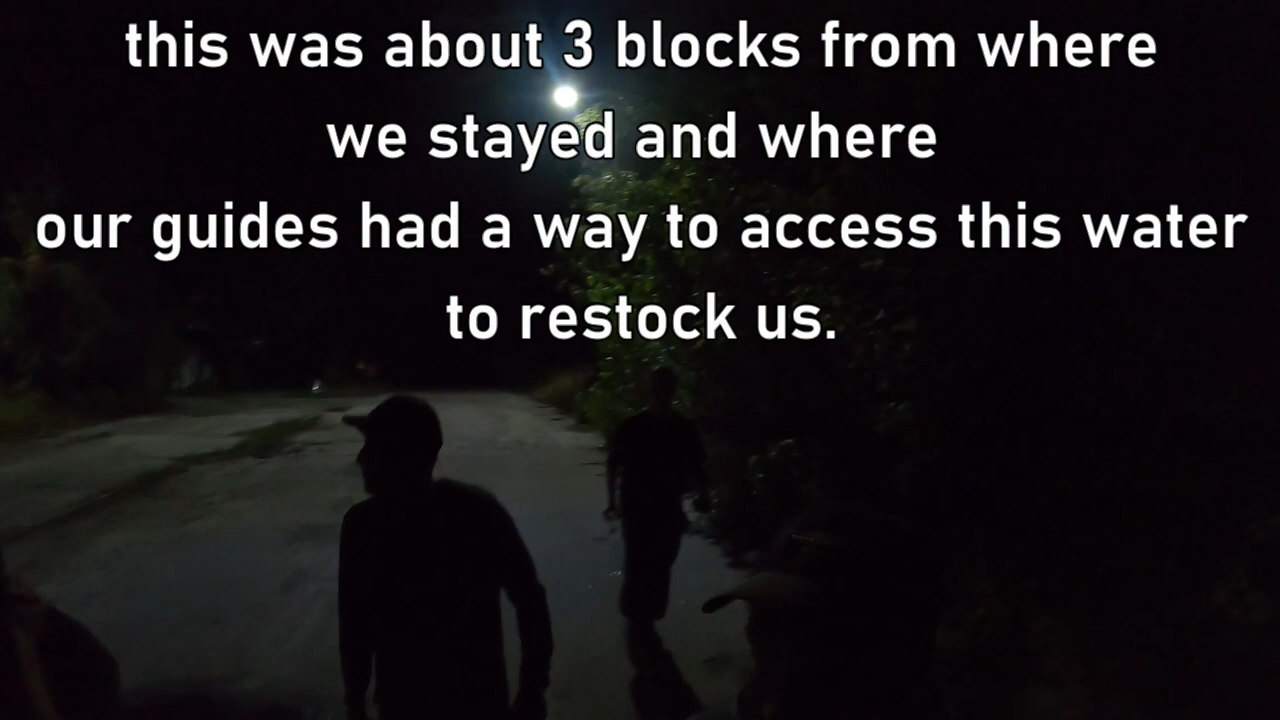 this was about 3 blocks from where
we stayed and where
our guides had a way to access this water
to restock us.